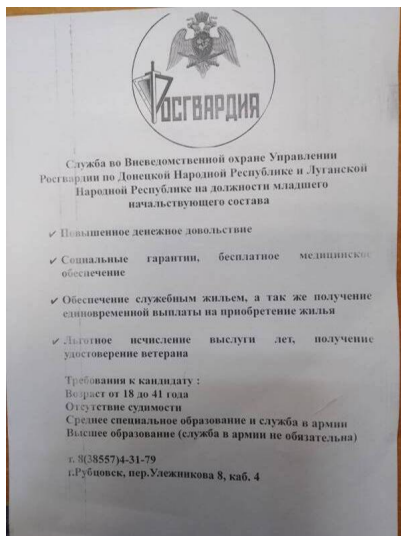 РОСГВАРДИЯ
Служба во Вневедомственной охране Управлении
Росгвардии по Донецкой Народной Республике и Луганской
Народной Республике на должности младшего
начальствующего состава
✓ Повышенное денежное довольствие
✓ Социальные гарантии, бесплатное медицинское
обеспечение
✓ Обеспечение служебным жильем, а так же получение
единовременной выплаты на приобретение жилья
✓ Льготное исчисление выслуги лет, получение
удостоверение ветерана
Требования к кандидату :
Возраст от 18 до 41 года
Отсутствие судимости
Среднее специальное образование и служба в армии
Высшее образование (служба в армии не обязательна)
т. 8(38557)4-31-79
г.Рубцовск, пер.Улежникова 8, каб. 4